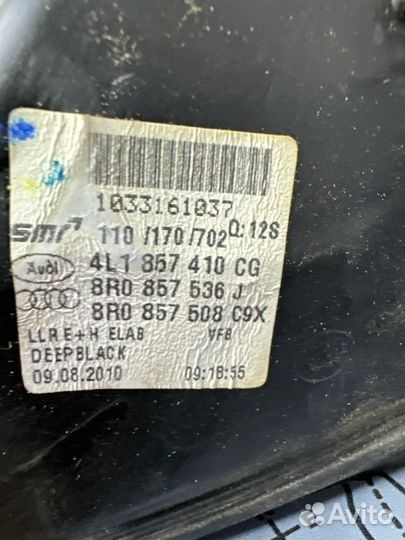 1033161037
smr 110 /170 /702 Q: 12S
Audi 4L1 857 410 CG
8R0 857 536 J
8R0 857 508 C9X
LLR E+H ELAB VFB
DEEPBLACK
09.08.2010 09:18:55
Avito